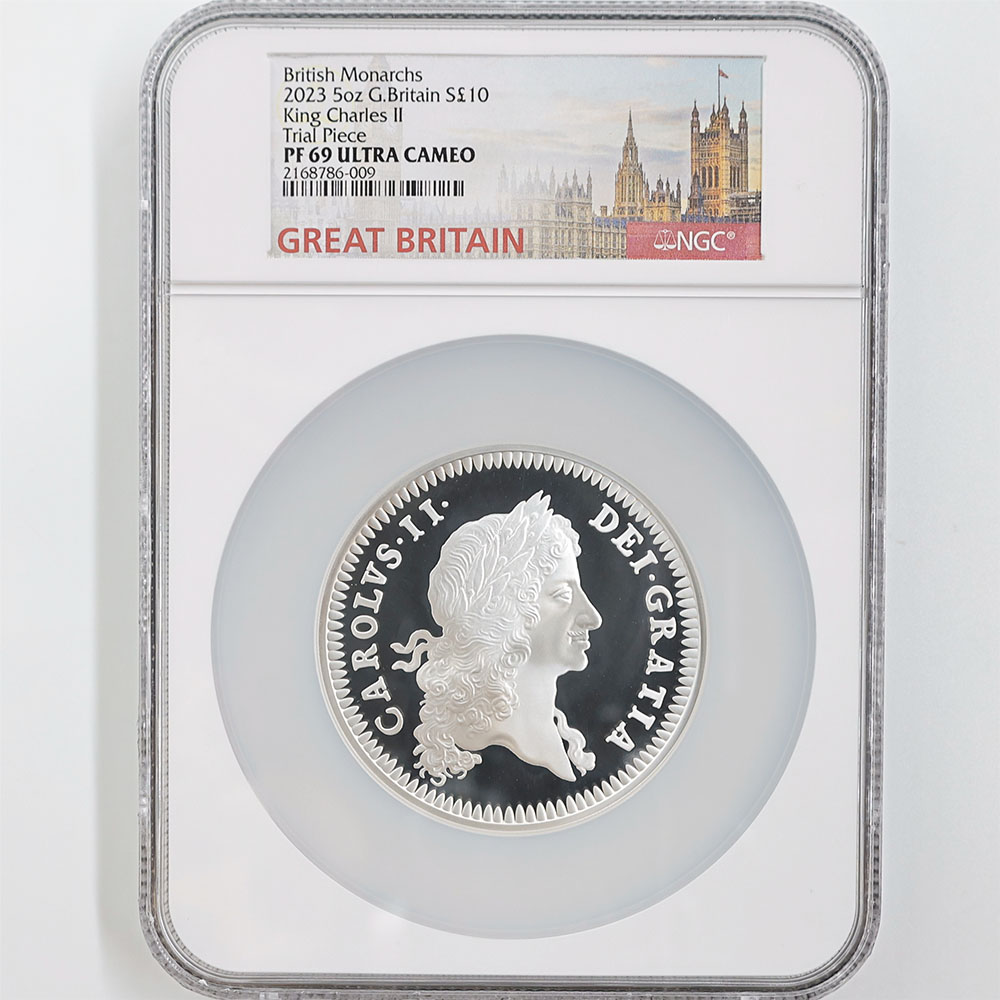 British Monarchs
2023 5oz G.Britain S£10
King Charles II
Trial Piece
PF 69 ULTRA CAMEO
2168786-009
GREAT BRITAIN
NGC®
CAROLVS·II·
DEI·GRATIA